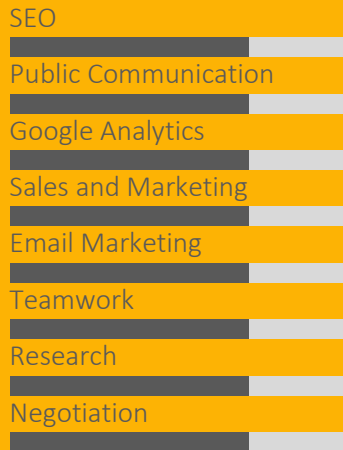 SEO
Public Communication
Google Analytics
Sales and Marketing
Email Marketing
Teamwork
Research
Negotiation